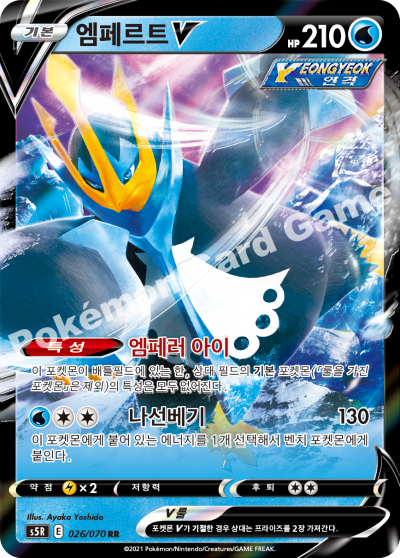 기본 엠페르트 V HP 210
YEONGYEOK
연격
Pokémon Card Game
특성 엠페러 아이
이 포켓몬이 배틀필드에 있는 한, 상대 필드의 기본 포켓몬(「룰을 가진
포켓몬」은 제외)의 특성은 모두 없어진다.
나선베기 130
이 포켓몬에게 붙어 있는 에너지를 1개 선택해서 벤치 포켓몬에게
붙인다.
약점 ×2 저항력 후퇴
Illus. Ayaka Yoshida
V룰
s5R E 026/070 RR
포켓몬 V가 기절한 경우 상대는 프라이즈를 2장 가져간다.
©2021 Pokémon/Nintendo/Creatures/GAME FREAK.